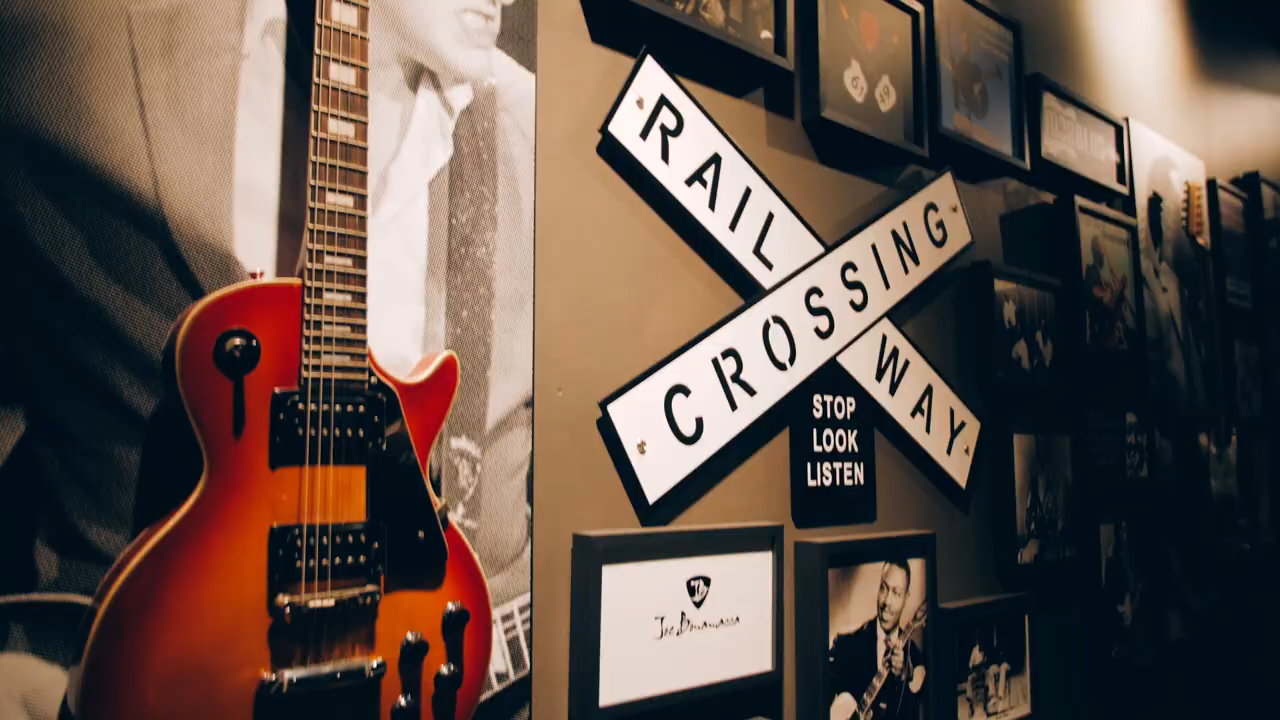 RAIL
CROSSING
WAY
STOP
LOOK
LISTEN
Joe Bonamassa